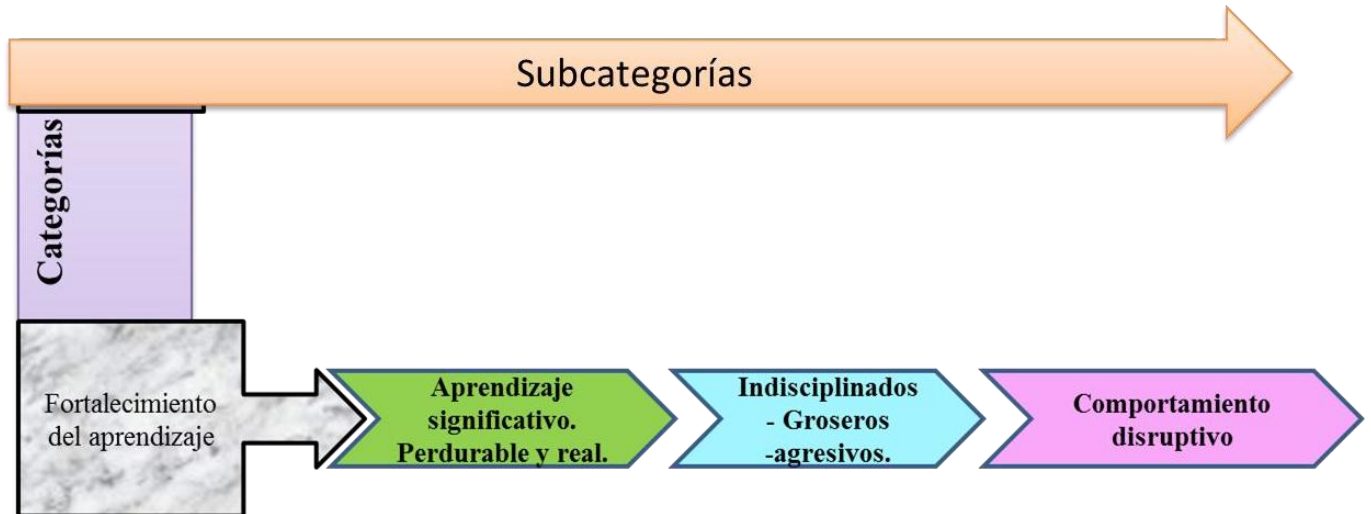 Subcategorías
Categorías
Fortalecimiento
del aprendizaje
Aprendizaje
significativo.
Perdurable y real.
Indisciplinados
- Groseros
-agresivos.
Comportamiento
disruptivo